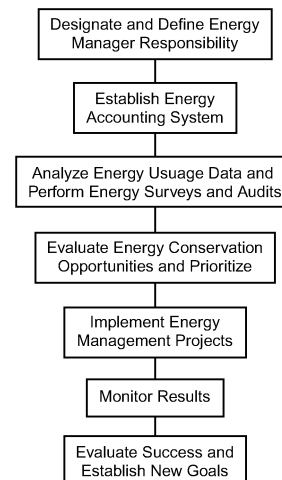 Designate and Define Energy
Manager Responsibility
Establish Energy
Accounting System
Analyze Energy Usuage Data and
Perform Energy Surveys and Audits
Evaluate Energy Conservation
Opportunities and Prioritize
Implement Energy
Management Projects
Monitor Results
Evaluate Success and
Establish New Goals